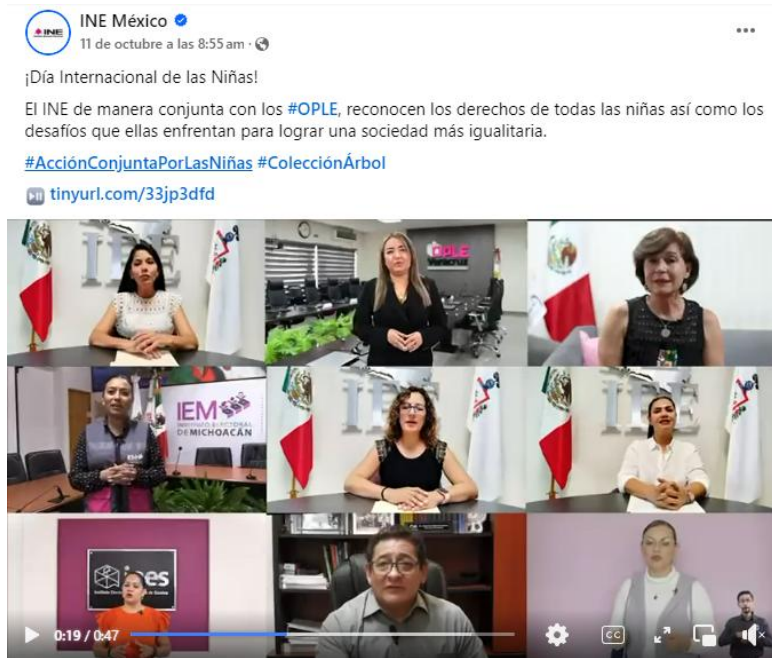 INE
INE México
11 de octubre a las 8:55 am ·
¡Día Internacional de las Niñas!
El INE de manera conjunta con los #OPLE, reconocen los derechos de todas las niñas así como los
desafíos que ellas enfrentan para lograr una sociedad más igualitaria.
#AcciónConjuntaPorLasNiñas #ColecciónÁrbol
tinyurl.com/33jp3dfd
INE
OPLE
Veracruz
IEM
INSTITUTO ELECTORAL
DE MICHOACÁN
INE
INE
0:19 / 0:47
CC